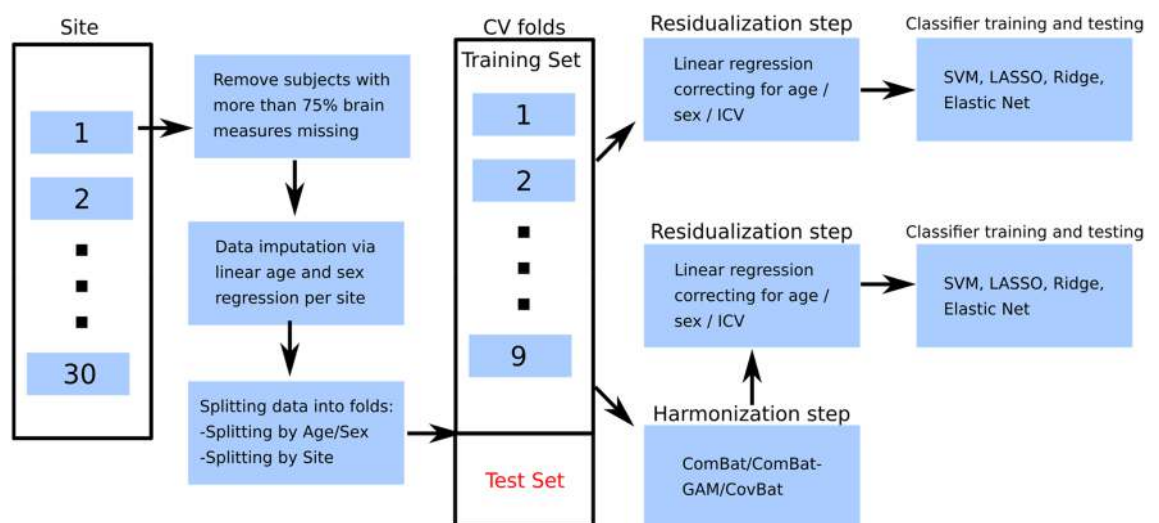 Site
1
2
30
Remove subjects with
more than 75% brain
measures missing
Data imputation via
linear age and sex
regression per site
Splitting data into folds:
-Splitting by Age/Sex
-Splitting by Site
CV folds
Training Set
1
2
9
Test Set
Residualization step
Linear regression
correcting for age /
sex / ICV
Classifier training and testing
SVM, LASSO, Ridge,
Elastic Net
Residualization step
Linear regression
correcting for age /
sex / ICV
Classifier training and testing
SVM, LASSO, Ridge,
Elastic Net
Harmonization step
ComBat/ComBat-
GAM/CovBat